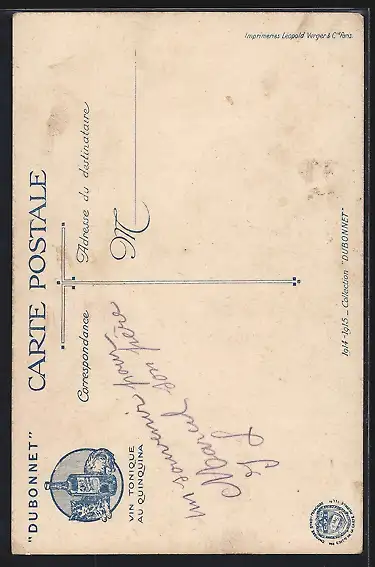 "DUBONNET"
VIN TONIQUE
AU QUINQUINA
CARTE POSTALE
Correspondance
Adresse du destinataire
M
un souvenir pour
Marcel son père
1914-1915 _ Collection "DUBONNET"
Imprimeries Léopold Verger & Cie Paris